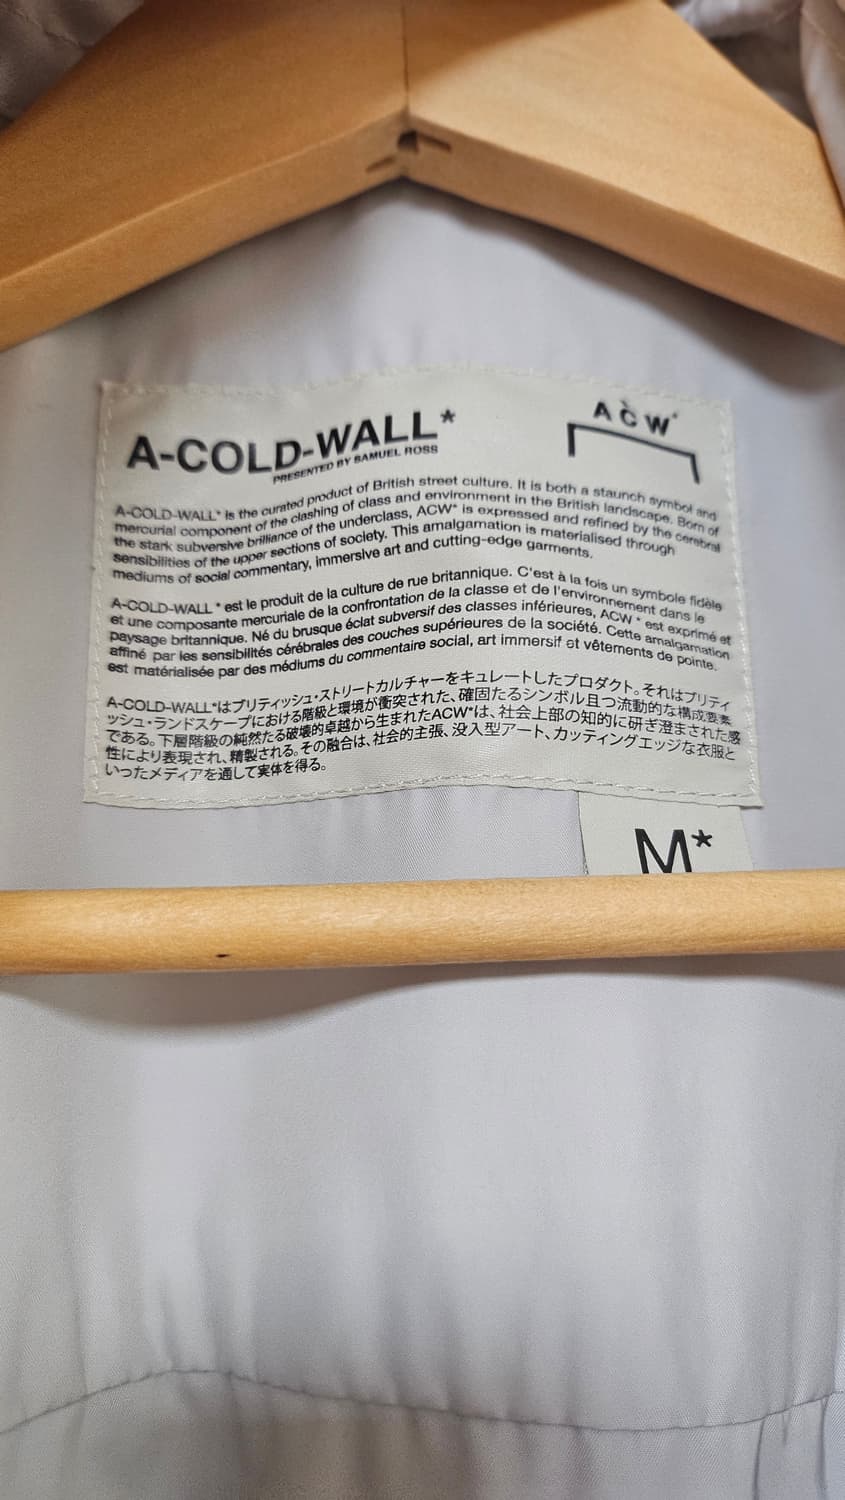 A-COLD-WALL*
PRESENTED BY SAMUEL ROSS
ACW*
A-COLD-WALL* is the curated product of British street culture. It is both a staunch symbol and
mercurial component of the clashing of class and environment in the British landscape. Born of
the stark subversive brilliance of the underclass, ACW* is expressed and refined by the cerebral
sensibilities of the upper sections of society. This amalgamation is materialised through
mediums of social commentary, immersive art and cutting-edge garments.
A-COLD-WALL * est le produit de la culture de rue britannique. C'est à la fois un symbole fidèle
et une composante mercuriale de la confrontation de la classe et de l'environnement dans le
paysage britannique. Né du brusque éclat subversif des classes inférieures, ACW * est exprimé et
affiné par les sensibilités cérébrales des couches supérieures de la société. Cette amalgamation
est matérialisée par des médiums du commentaire social, art immersif et vêtements de pointe.
A-COLD-WALL*はブリティッシュ・ストリートカルチャーをキュレートしたプロダクト。それはブリティ
ッシュ・ランドスケープにおける階級と環境が衝突された、確固たるシンボル且つ流動的な構成要素
である。下層階級の純然たる破壊的卓越から生まれたACW*は、社会上部の知的に研ぎ澄まされた感
性により表現され、精製される。その融合は、社会的主張、没入型アート、カッティングエッジな衣服と
いったメディアを通して実体を得る。
M*